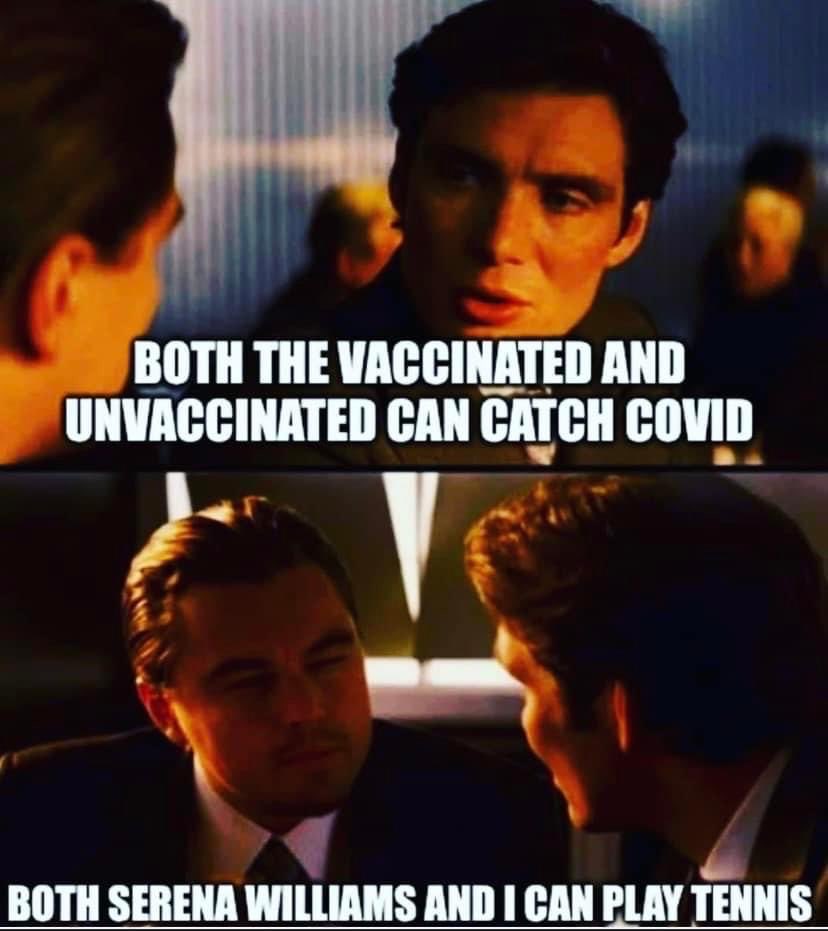 BOTH THE VACCINATED AND
UNVACCINATED CAN CATCH COVID
BOTH SERENA WILLIAMS AND I CAN PLAY TENNIS